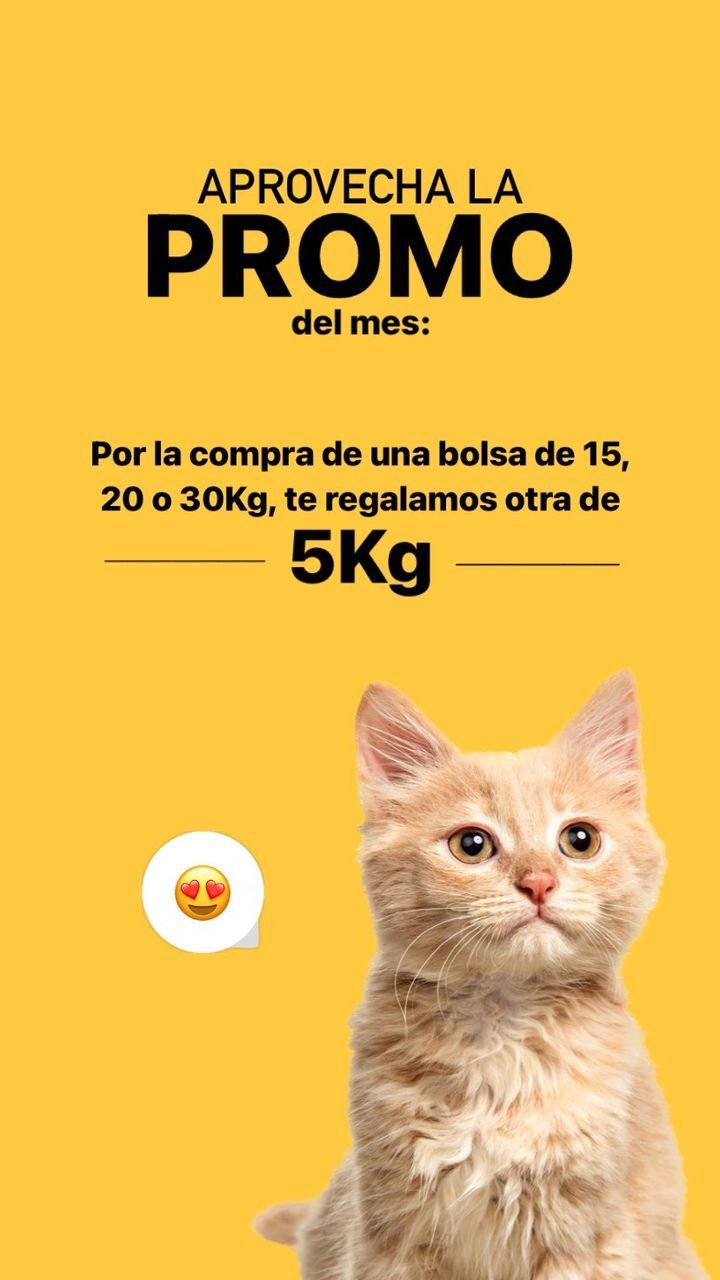 APROVECHA LA
PROMO
del mes:
Por la compra de una bolsa de 15,
20 o 30Kg, te regalamos otra de
5Kg